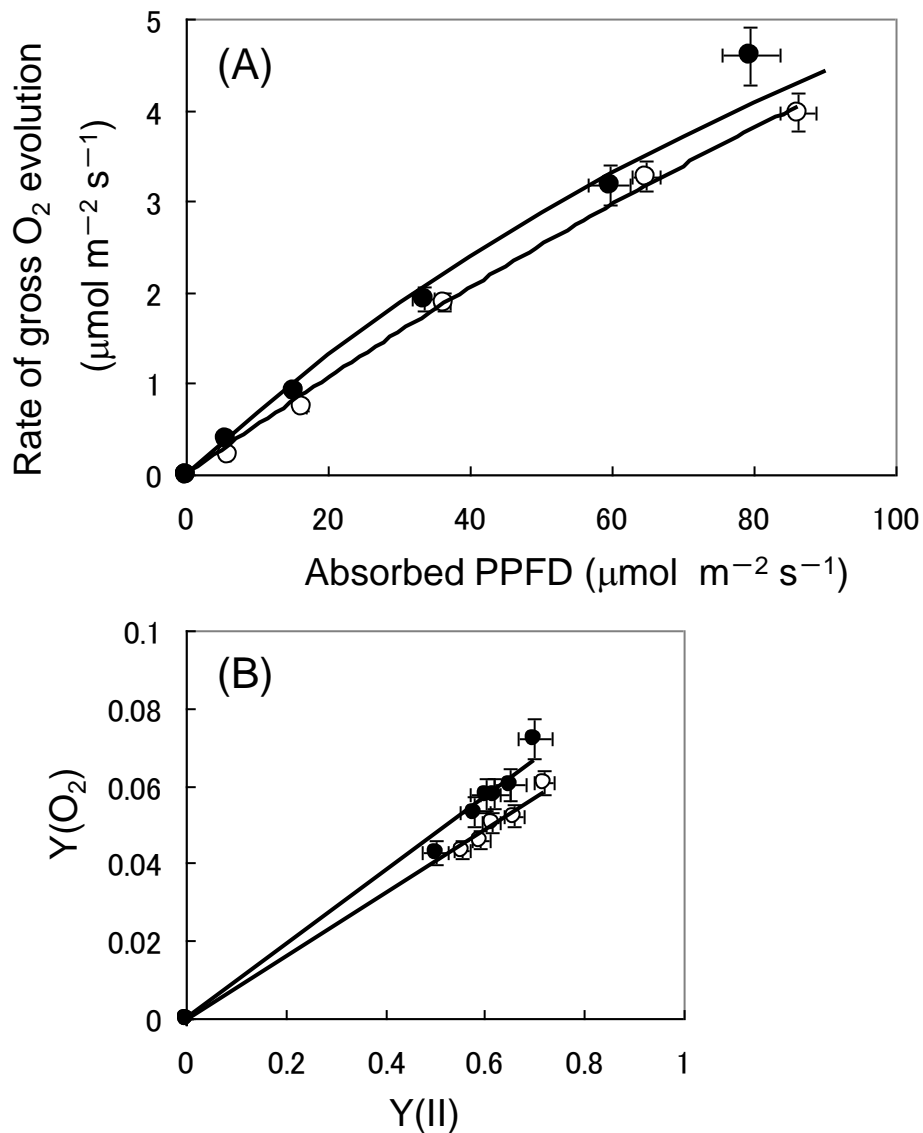 (A)
Rate of gross O₂ evolution
(μmol m⁻² s⁻¹)
5
4
3
2
1
0
0 20 40 60 80 100
Absorbed PPFD (μmol m⁻² s⁻¹)
(B)
Y(O₂)
0.1
0.08
0.06
0.04
0.02
0
0 0.2 0.4 0.6 0.8 1
Y(II)